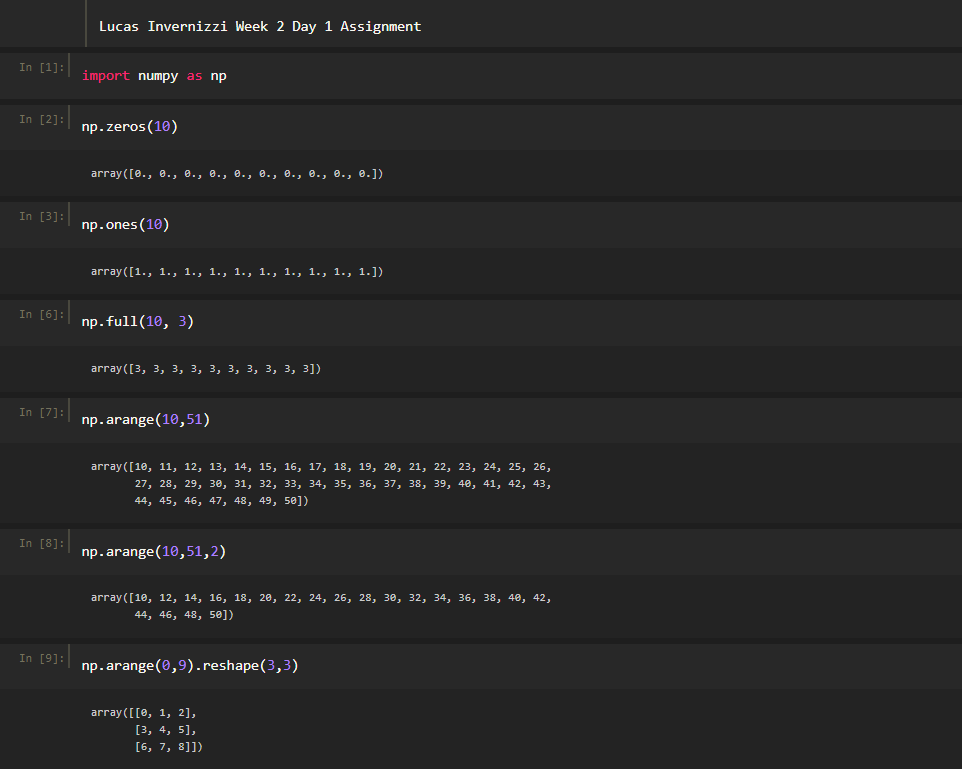 Lucas Invernizzi Week 2 Day 1 Assignment
In [1]:
import numpy as np
In [2]:
np.zeros(10)
array([0., 0., 0., 0., 0., 0., 0., 0., 0., 0.])
In [3]:
np.ones(10)
array([1., 1., 1., 1., 1., 1., 1., 1., 1., 1.])
In [6]:
np.full(10, 3)
array([3, 3, 3, 3, 3, 3, 3, 3, 3, 3])
In [7]:
np.arange(10,51)
array([10, 11, 12, 13, 14, 15, 16, 17, 18, 19, 20, 21, 22, 23, 24, 25, 26,
27, 28, 29, 30, 31, 32, 33, 34, 35, 36, 37, 38, 39, 40, 41, 42, 43,
44, 45, 46, 47, 48, 49, 50])
In [8]:
np.arange(10,51,2)
array([10, 12, 14, 16, 18, 20, 22, 24, 26, 28, 30, 32, 34, 36, 38, 40, 42,
44, 46, 48, 50])
In [9]:
np.arange(0,9).reshape(3,3)
array([[0, 1, 2],
[3, 4, 5],
[6, 7, 8]])